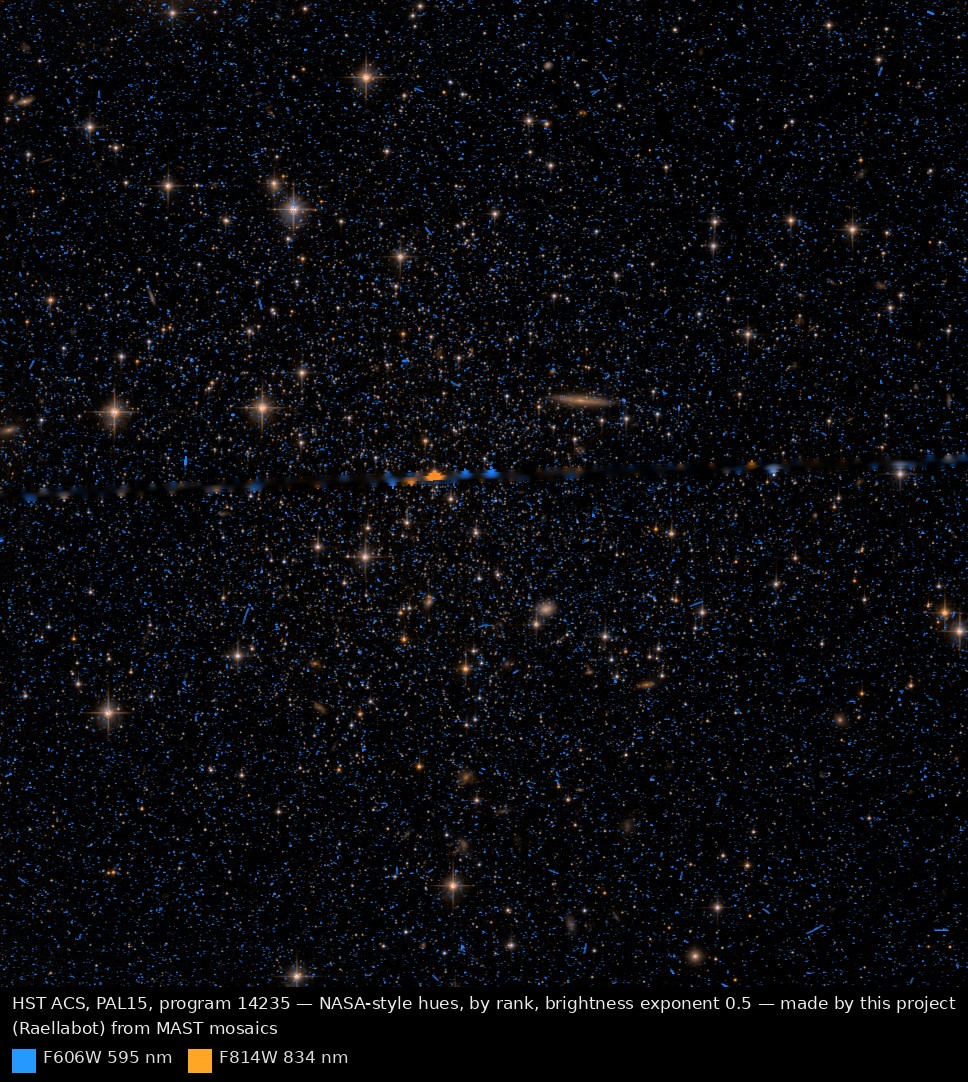 HST ACS, PAL15, program 14235 — NASA-style hues, by rank, brightness exponent 0.5 — made by this project
(Raellabot) from MAST mosaics
F606W 595 nm F814W 834 nm